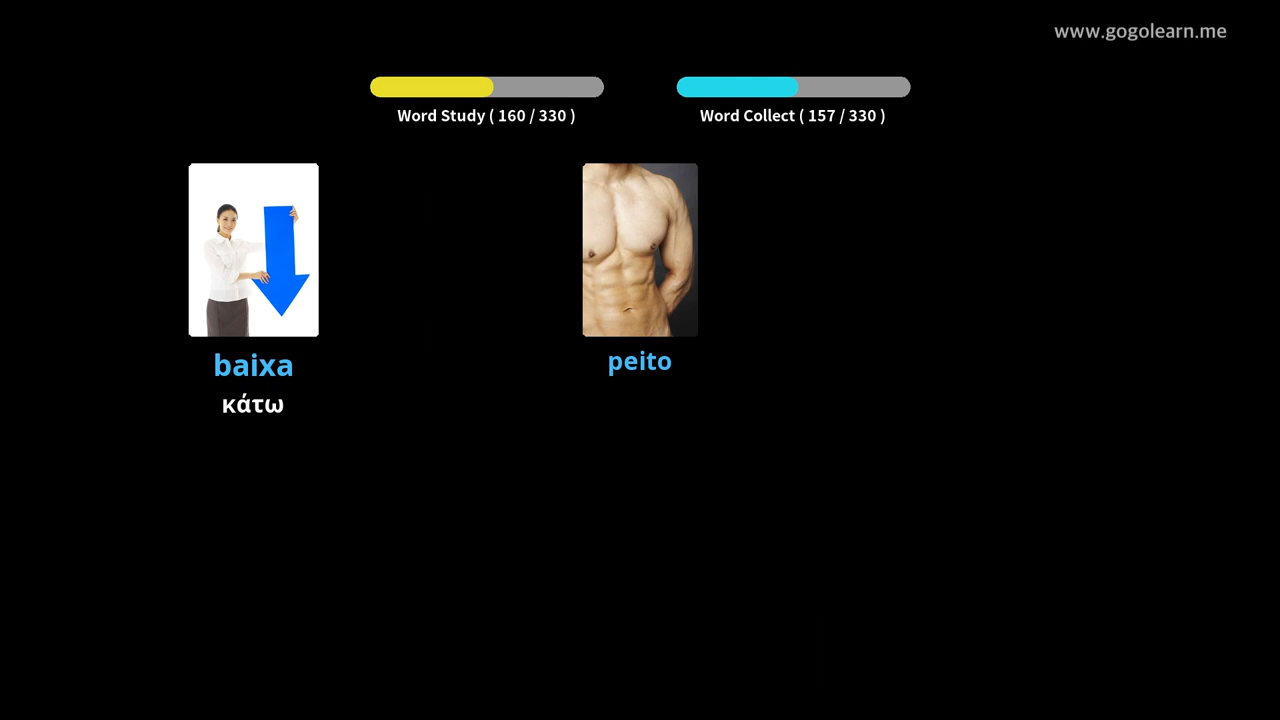 www.gogolearn.me
Word Study ( 160 / 330 )
Word Collect ( 157 / 330 )
baixa
peito
κάτω